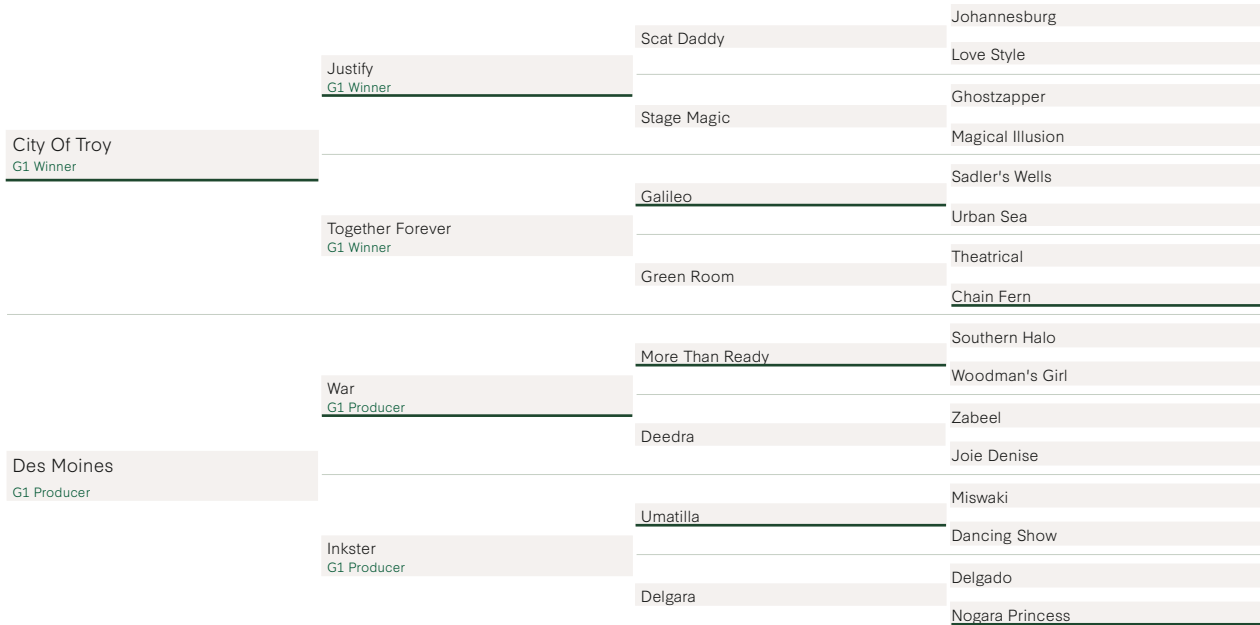 City Of Troy
G1 Winner
Des Moines
G1 Producer
Justify
G1 Winner
Together Forever
G1 Winner
War
G1 Producer
Inkster
G1 Producer
Scat Daddy
Stage Magic
Galileo
Green Room
More Than Ready
Deedra
Umatilla
Delgara
Johannesburg
Love Style
Ghostzapper
Magical Illusion
Sadler's Wells
Urban Sea
Theatrical
Chain Fern
Southern Halo
Woodman's Girl
Zabeel
Joie Denise
Miswaki
Dancing Show
Delgado
Nogara Princess